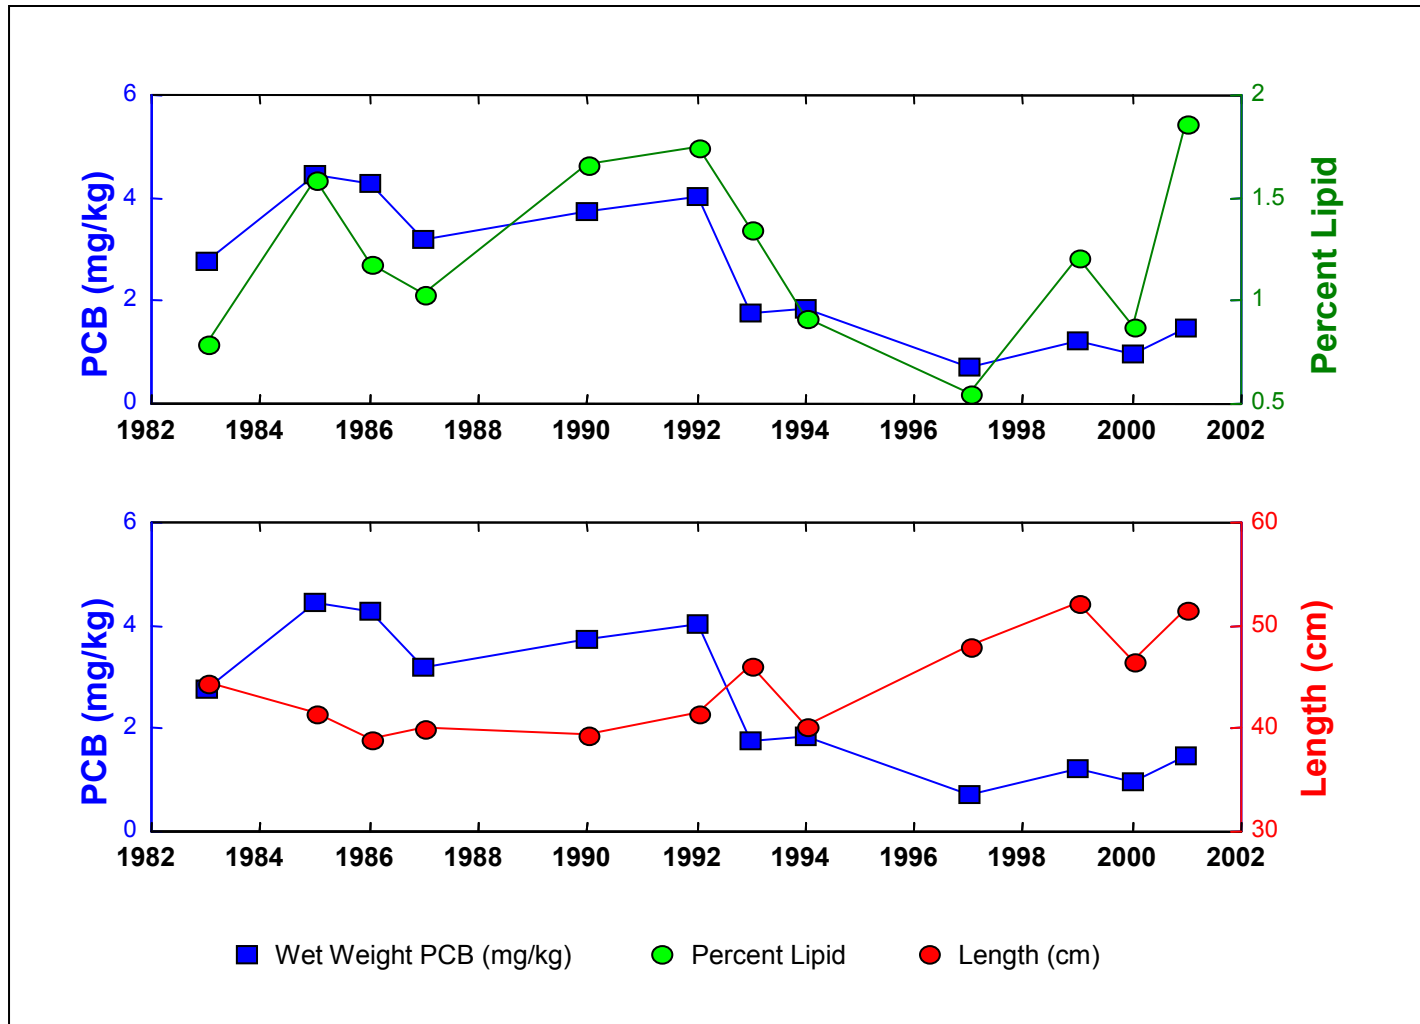 6
4
2
0
PCB (mg/kg)
2
1.5
1
0.5
Percent Lipid
1982 1984 1986 1988 1990 1992 1994 1996 1998 2000 2002
6
4
2
0
PCB (mg/kg)
60
50
40
30
Length (cm)
1982 1984 1986 1988 1990 1992 1994 1996 1998 2000 2002
Wet Weight PCB (mg/kg) Percent Lipid Length (cm)